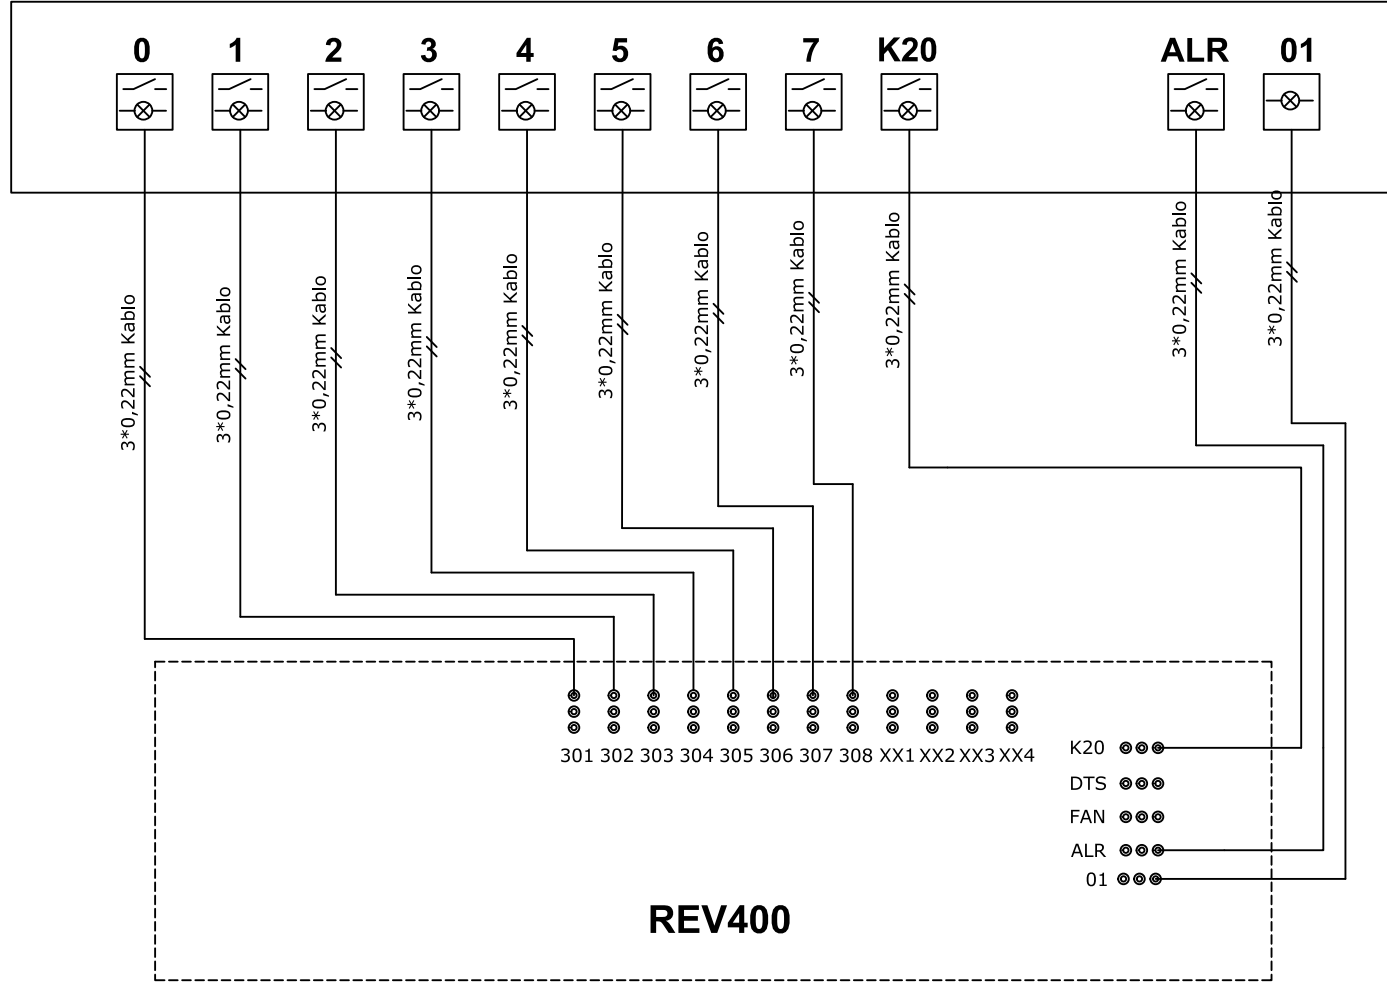 0 1 2 3 4 5 6 7 K20 ALR 01
3*0,22mm Kablo
3*0,22mm Kablo
3*0,22mm Kablo
3*0,22mm Kablo
3*0,22mm Kablo
3*0,22mm Kablo
3*0,22mm Kablo
3*0,22mm Kablo
3*0,22mm Kablo
3*0,22mm Kablo
3*0,22mm Kablo
301 302 303 304 305 306 307 308 XX1 XX2 XX3 XX4
K20
DTS
FAN
ALR
01
REV400